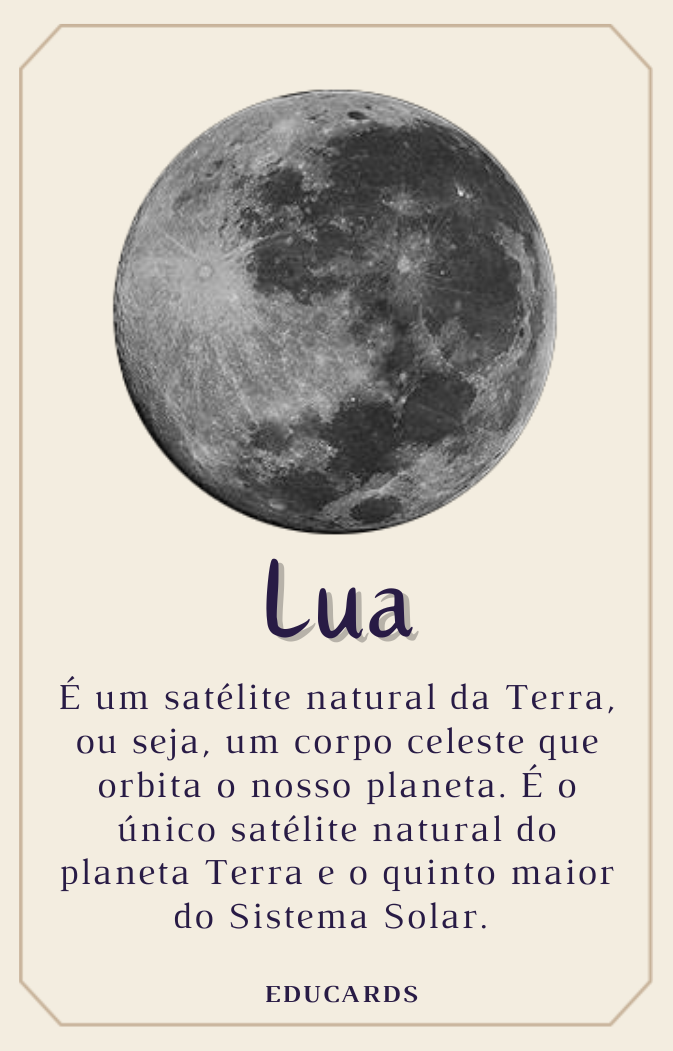 Lua
É um satélite natural da Terra,
ou seja, um corpo celeste que
orbita o nosso planeta. É o
único satélite natural do
planeta Terra e o quinto maior
do Sistema Solar.
EDUCARDS